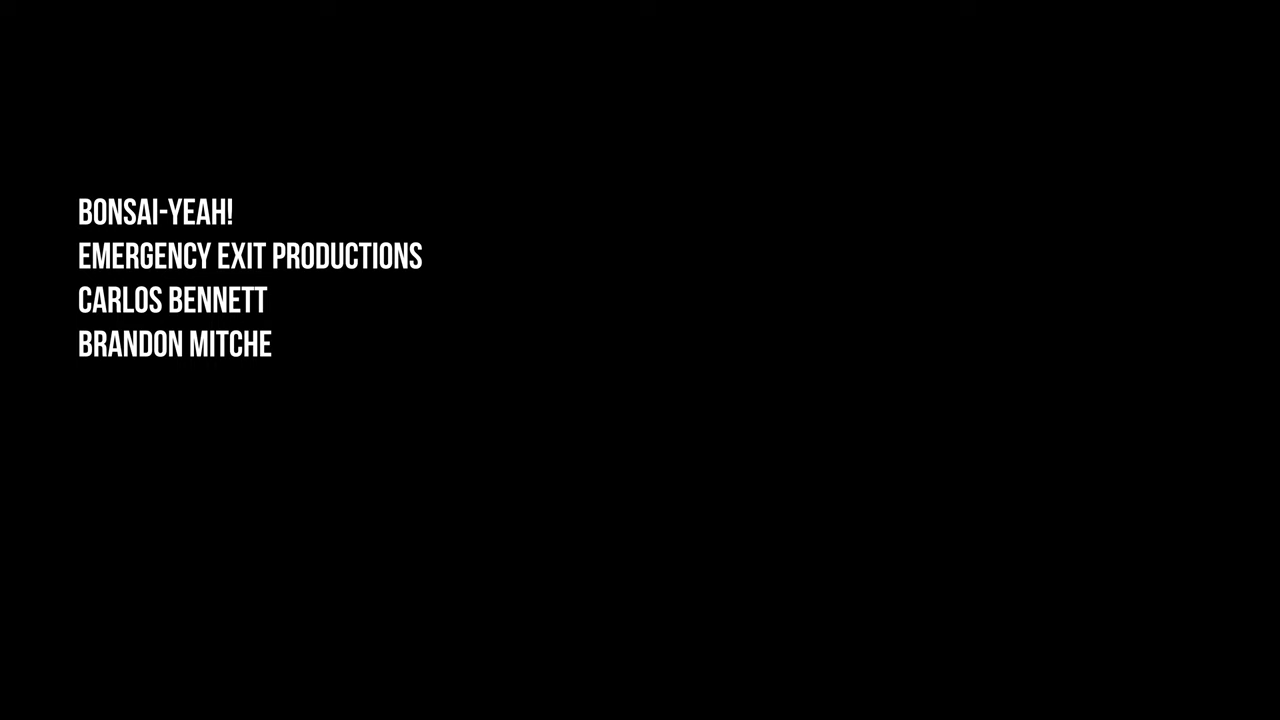 BONSAI-YEAH!
EMERGENCY EXIT PRODUCTIONS
CARLOS BENNETT
BRANDON MITCHE